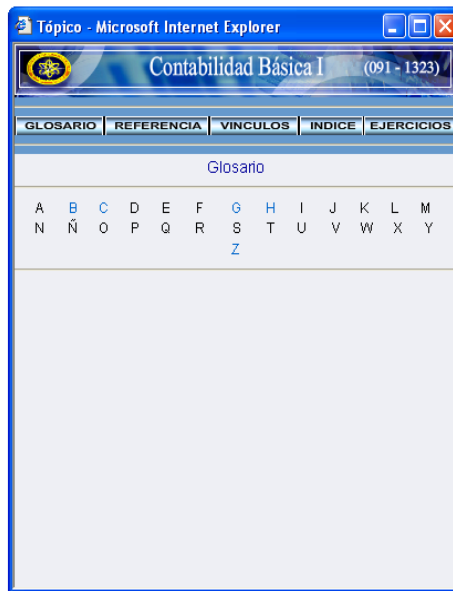 Tópico - Microsoft Internet Explorer
Contabilidad Básica I (091 - 1323)
GLOSARIO REFERENCIA VINCULOS INDICE EJERCICIOS
Glosario
A B C D E F G H I J K L M
N Ñ O P Q R S T U V W X Y
Z